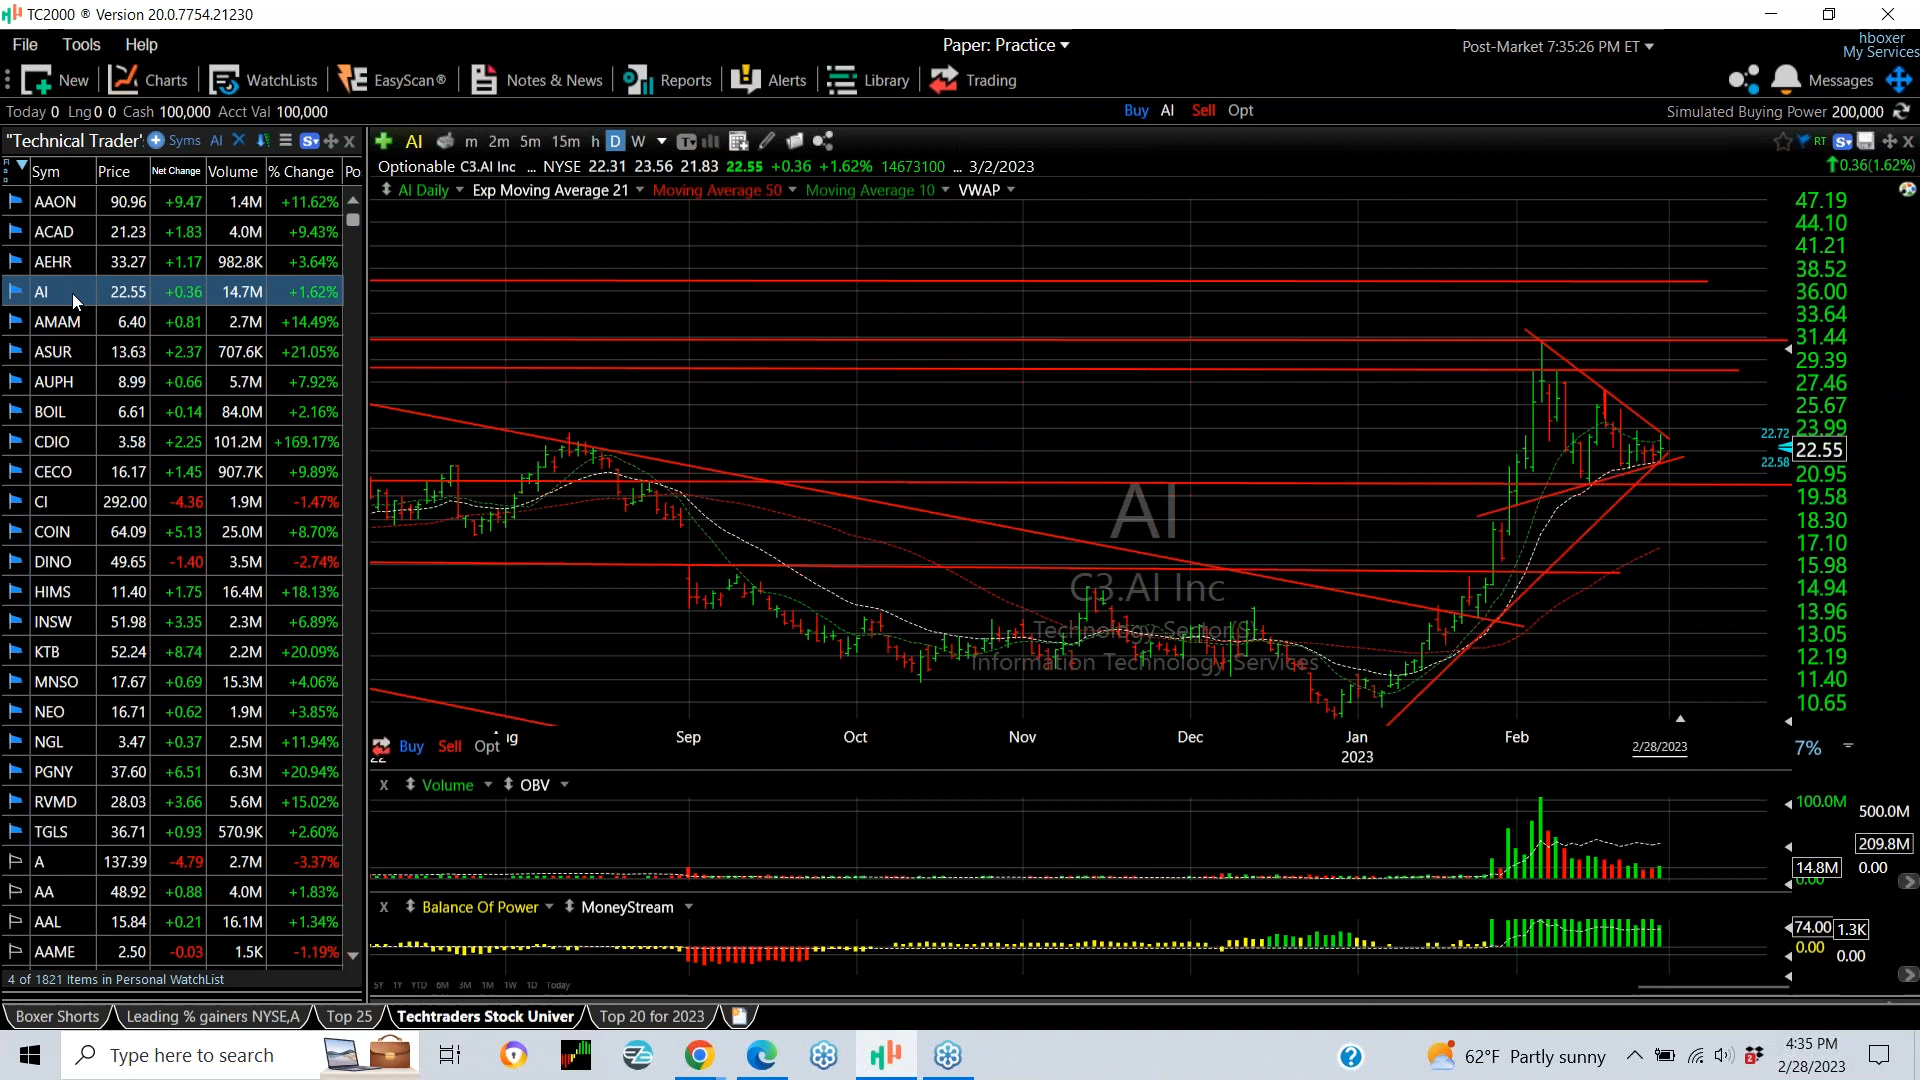 TC2000 ® Version 20.0.7754.21230
File Tools Help
Paper: Practice
Post-Market 7:35:26 PM ET
hboxer
My Services
New Charts WatchLists EasyScan® Notes & News Reports Alerts Library Trading
Messages
Today 0 Lng 0 0 Cash 100,000 Acct Val 100,000
Buy AI Sell Opt
Simulated Buying Power 200,000
"Technical Trader' Syms AI
AI m 2m 5m 15m h D W
RT
Sym Price Net Change Volume % Change Po
Optionable C3.AI Inc ... NYSE 22.31 23.56 21.83 22.55 +0.36 +1.62% 14673100 ... 3/2/2023
0.36(1.62%)
AI Daily Exp Moving Average 21 Moving Average 50 Moving Average 10 VWAP
AAON 90.96 +9.47 1.4M +11.62%
ACAD 21.23 +1.83 4.0M +9.43%
AEHR 33.27 +1.17 982.8K +3.64%
AI 22.55 +0.36 14.7M +1.62%
AMAM 6.40 +0.81 2.7M +14.49%
ASUR 13.63 +2.37 707.6K +21.05%
AUPH 8.99 +0.66 5.7M +7.92%
BOIL 6.61 +0.14 84.0M +2.16%
CDIO 3.58 +2.25 101.2M +169.17%
CECO 16.17 +1.45 907.7K +9.89%
CI 292.00 -4.36 1.9M -1.47%
COIN 64.09 +5.13 25.0M +8.70%
DINO 49.65 -1.40 3.5M -2.74%
HIMS 11.40 +1.75 16.4M +18.13%
INSW 51.98 +3.35 2.3M +6.89%
KTB 52.24 +8.74 2.2M +20.09%
MNSO 17.67 +0.69 15.3M +4.06%
NEO 16.71 +0.62 1.9M +3.85%
NGL 3.47 +0.37 2.5M +11.94%
PGNY 37.60 +6.51 6.3M +20.94%
RVMD 28.03 +3.66 5.6M +15.02%
TGLS 36.71 +0.93 570.9K +2.60%
A 137.39 -4.79 2.7M -3.37%
AA 48.92 +0.88 4.0M +1.83%
AAL 15.84 +0.21 16.1M +1.34%
AAME 2.50 -0.03 1.5K -1.19%
4 of 1821 Items in Personal WatchList
47.19
44.10
41.21
38.52
36.00
33.64
31.44
29.39
27.46
25.67
22.72 23.99
22.55
22.58
20.95
19.58
18.30
17.10
15.98
14.94
13.96
13.05
12.19
11.40
10.65
7%
AI
C3.AI Inc
Technology Sector(S)
Information Technology Services
Buy Sell Opt
ug Sep Oct Nov Dec Jan Feb
22 2023 2/28/2023
X Volume OBV
100.0M 500.0M
209.8M
14.8M 0.00
0.00
X Balance Of Power MoneyStream
74.00 1.3K
0.00 0.00
5Y 1Y YTD 6M 3M 1M 1W 1D Today
Boxer Shorts Leading % gainers NYSE,A Top 25 Techtraders Stock Univer Top 20 for 2023
Type here to search
62°F Partly sunny
4:35 PM
2/28/2023